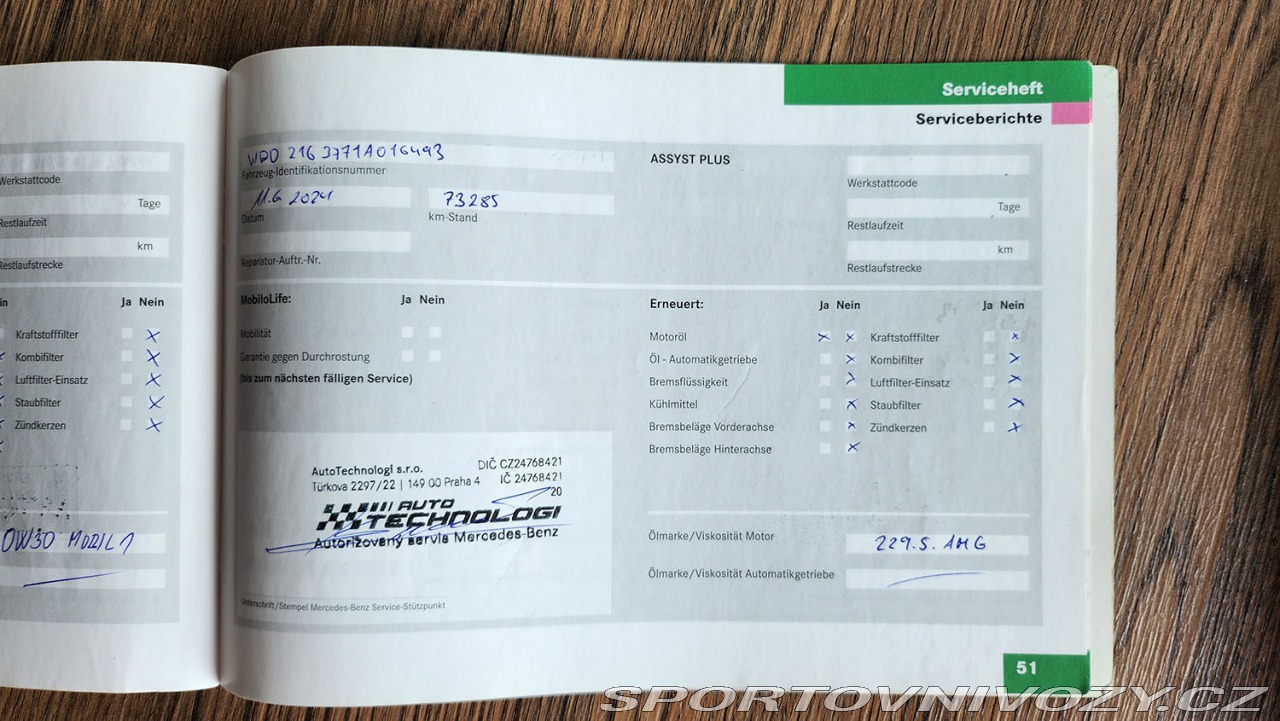 Werkstattcode
Tage
Restlaufzeit
km
Restlaufstrecke
Ja Nein
Kraftstofffilter
Kombifilter
Luftfilter-Einsatz
Staubfilter
Zündkerzen
0W30 MOBIL 1
Serviceheft
Serviceberichte
WDD 216 3771A016493
Fahrzeug-Identifikationsnummer
11.6 2021
Datum
73285
km-Stand
Reparatur-Auftr.-Nr.
ASSYST PLUS
Werkstattcode
Tage
Restlaufzeit
km
Restlaufstrecke
MobiloLife: Ja Nein
Mobilität
Garantie gegen Durchrostung
(bis zum nächsten fälligen Service)
Erneuert: Ja Nein Ja Nein
Motoröl x x Kraftstofffilter x
Öl - Automatikgetriebe x Kombifilter x
Bremsflüssigkeit x Luftfilter-Einsatz x
Kühlmittel x Staubfilter x
Bremsbeläge Vorderachse x Zündkerzen x
Bremsbeläge Hinterachse x
AutoTechnologi s.r.o. DIČ CZ24768421
Türkova 2297/22 | 149 00 Praha 4 IČ 24768421
20
AUTO
TECHNOLOGI
Autorizovaný servis Mercedes-Benz
Unterschrift/Stempel Mercedes-Benz Service-Stützpunkt
Ölmarke/Viskosität Motor 229.5. AMG
Ölmarke/Viskosität Automatikgetriebe
51
SPORTOVNIVOZY.CZ